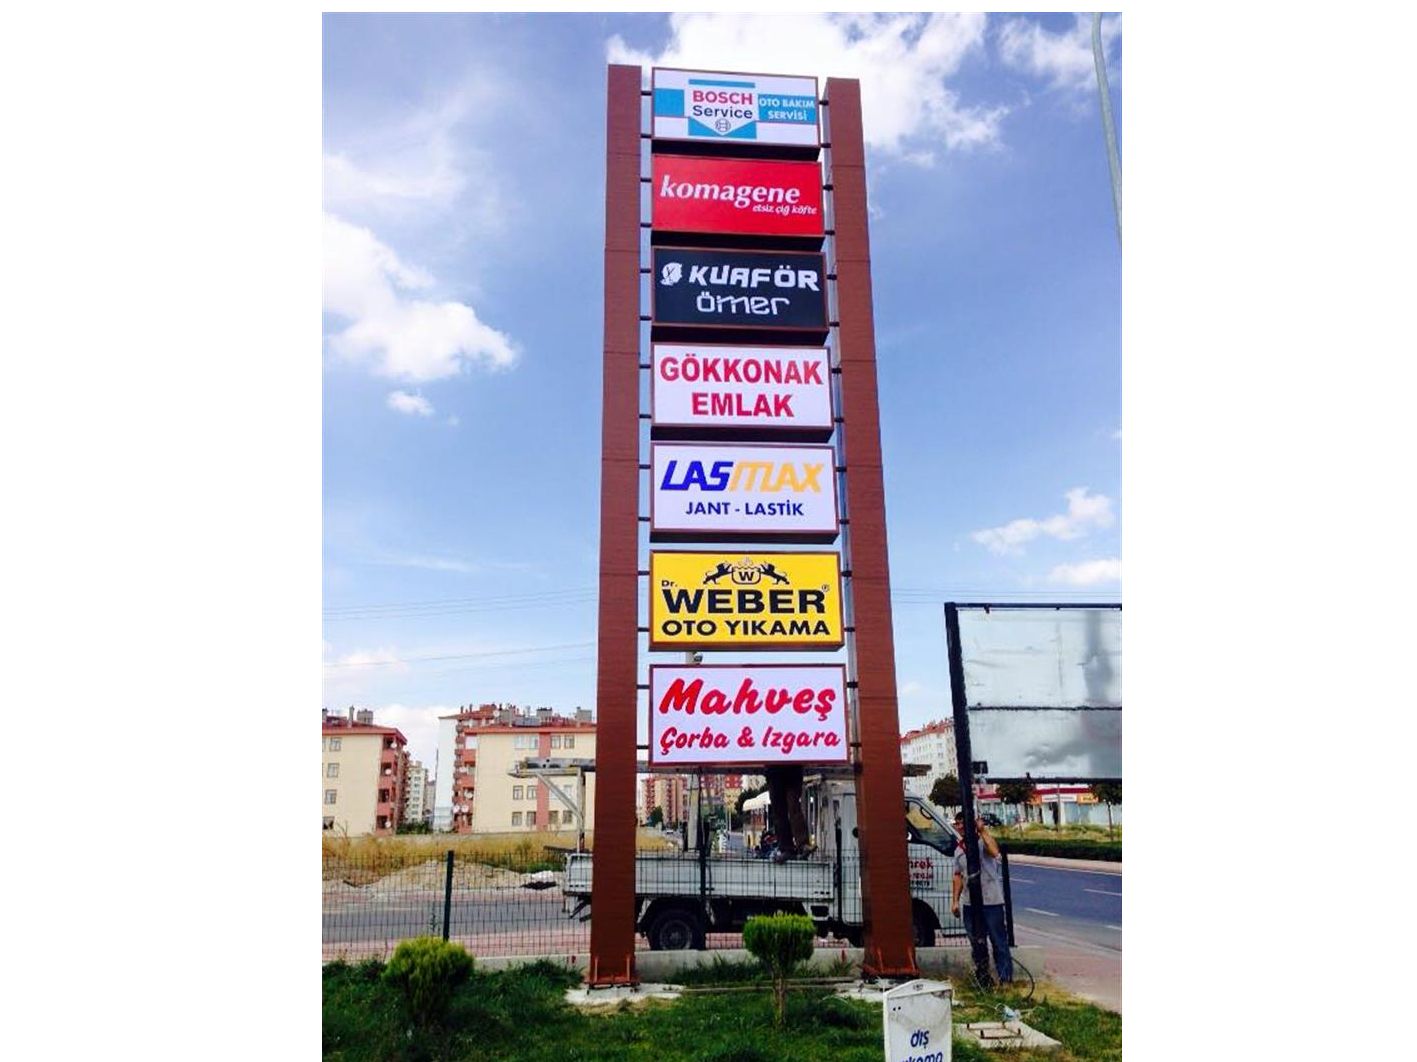 BOSCH
Service
OTO BAKIM
SERVİSİ
komagene
etsiz çiğ köfte
KUAFÖR
ömer
GÖKKONAK
EMLAK
LASMAX
JANT - LASTİK
W
Dr.
WEBER®
OTO YIKAMA
Mahveş
Çorba & Izgara
dış